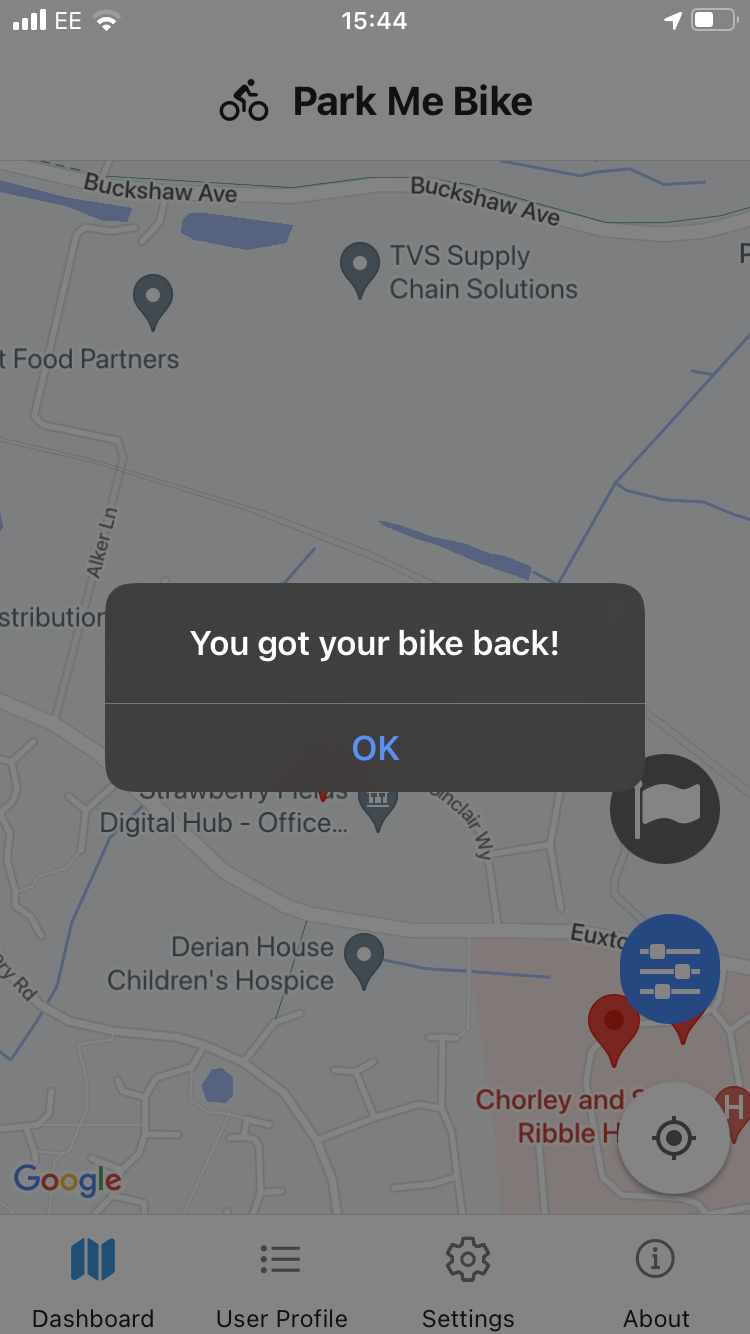 EE
15:44
Park Me Bike
Buckshaw Ave
Buckshaw Ave
TVS Supply
Chain Solutions
t Food Partners
Alker Ln
stribution
You got your bike back!
OK
Strawberry Fields
Digital Hub - Office...
Sinclair Wy
Derian House
Children's Hospice
Euxto
ery Rd
Chorley and S
Ribble H
H
Google
Dashboard
User Profile
Settings
About